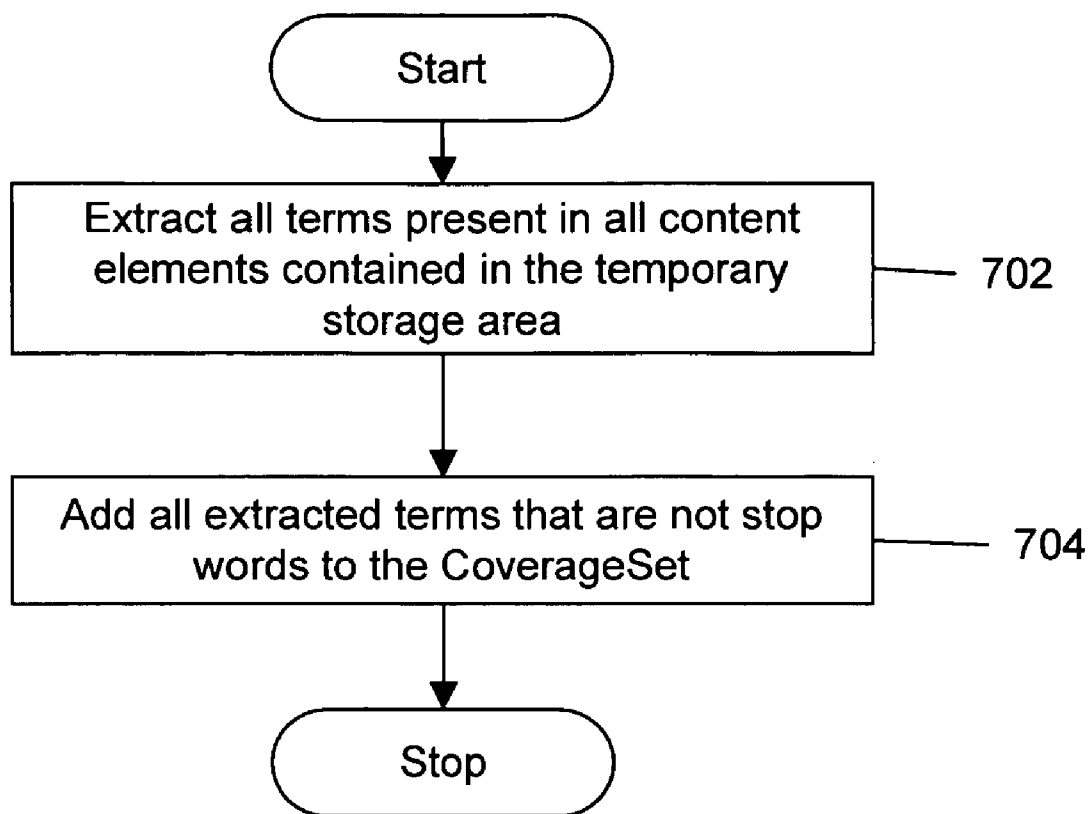 Start
Extract all terms present in all content
elements contained in the temporary
storage area
702
Add all extracted terms that are not stop
words to the CoverageSet
704
Stop